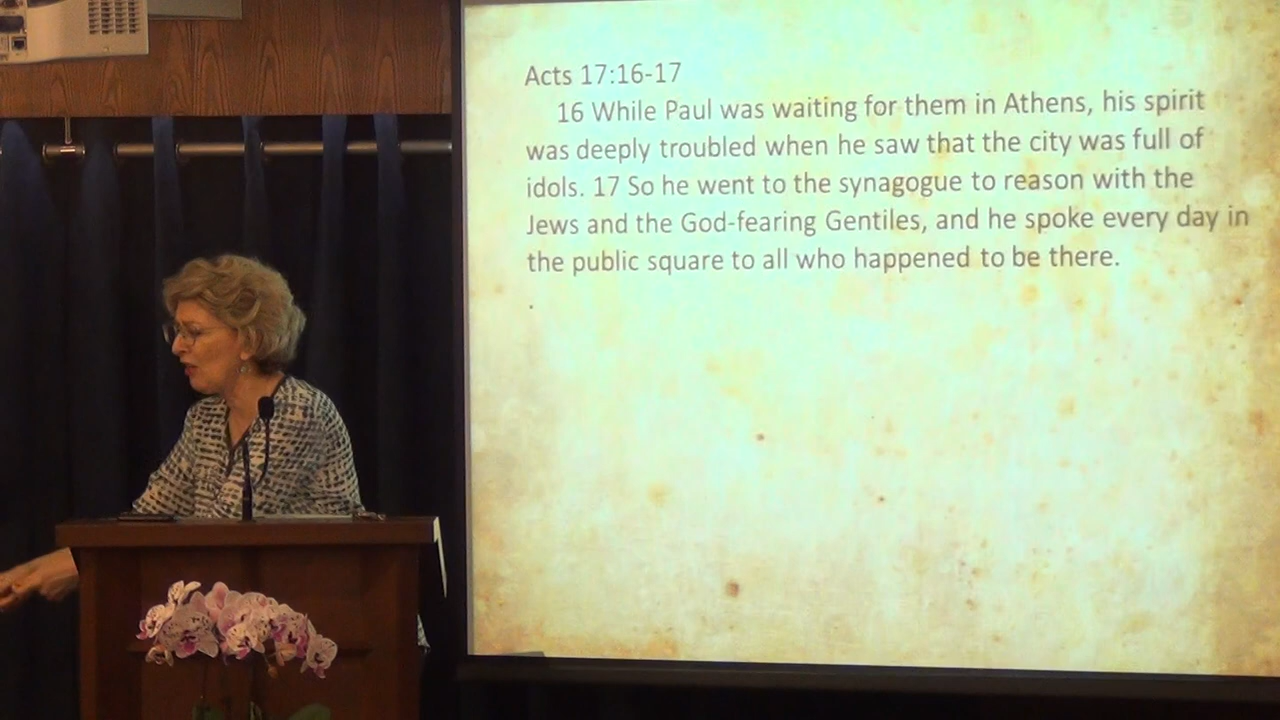 Acts 17:16-17
16 While Paul was waiting for them in Athens, his spirit
was deeply troubled when he saw that the city was full of
idols. 17 So he went to the synagogue to reason with the
Jews and the God-fearing Gentiles, and he spoke every day in
the public square to all who happened to be there.
.